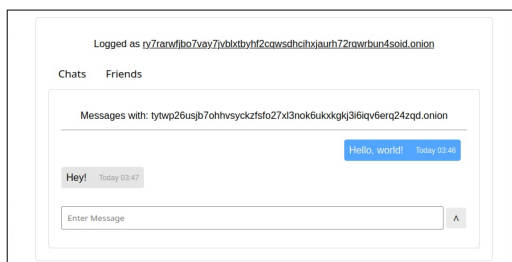 Logged as ry7rarwfjbo7vay7jvblxtbyhf2cqwsdhcihxjaurh72rqwrbun4soid.onion
Chats Friends
Messages with: tytwp26usjb7ohhvsyckzfsfo27xl3nok6ukxkgkj3i6iqv6erq24zqd.onion
Hello, world! Today 03:46
Hey! Today 03:47
Enter Message ʌ